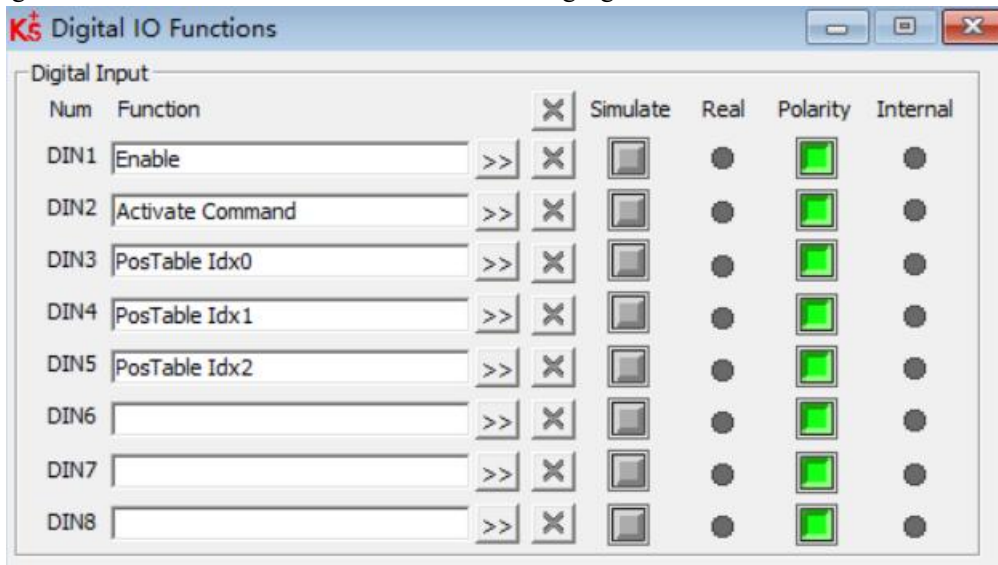 Kṡ Digital IO Functions
Digital Input
Num Function Simulate Real Polarity Internal
DIN1 Enable >>
DIN2 Activate Command >>
DIN3 PosTable Idx0 >>
DIN4 PosTable Idx1 >>
DIN5 PosTable Idx2 >>
DIN6 >>
DIN7 >>
DIN8 >>